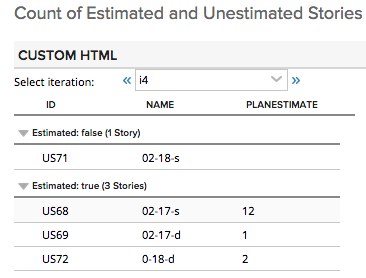 Count of Estimated and Unestimated Stories
CUSTOM HTML
Select iteration: « i4 »
ID NAME PLANESTIMATE
Estimated: false (1 Story)
US71 02-18-s
Estimated: true (3 Stories)
US68 02-17-s 12
US69 02-17-d 1
US72 0-18-d 2